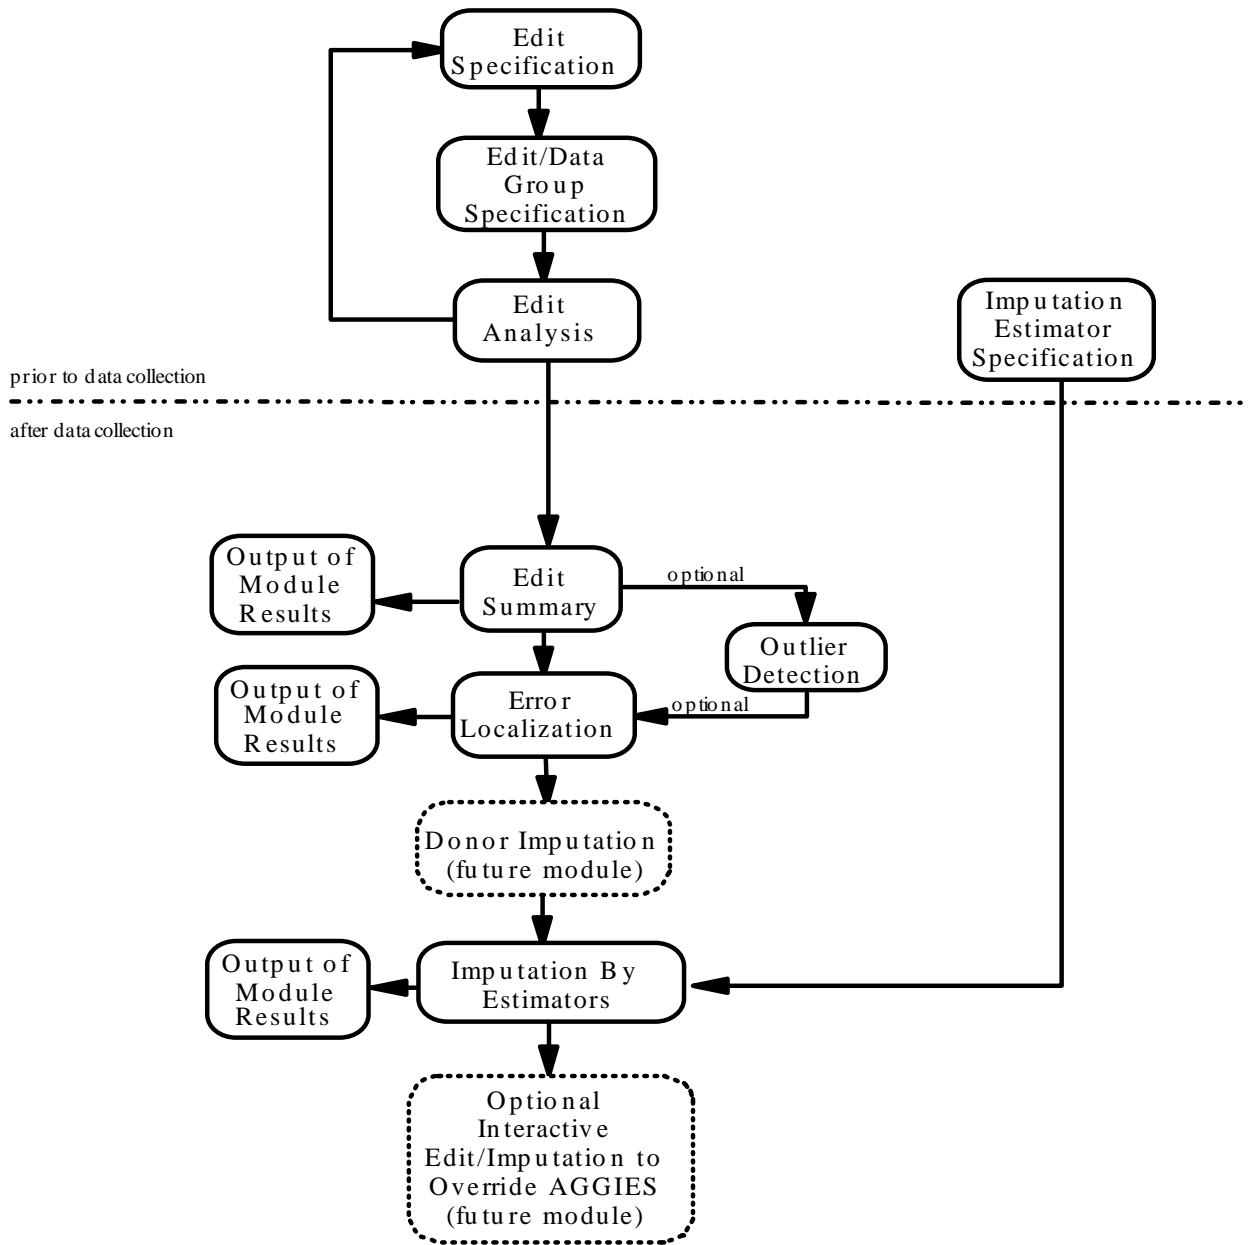 Edit
Specification
Edit/Data
Group
Specification
Edit
Analysis
Imputation
Estimator
Specification
prior to data collection
after data collection
Output of
Module
Results
Edit
Summary
optional
Outlier
Detection
Output of
Module
Results
Error
Localization
optional
Donor Imputation
(future module)
Output of
Module
Results
Imputation By
Estimators
Optional
Interactive
Edit/Imputation to
Override AGGIES
(future module)